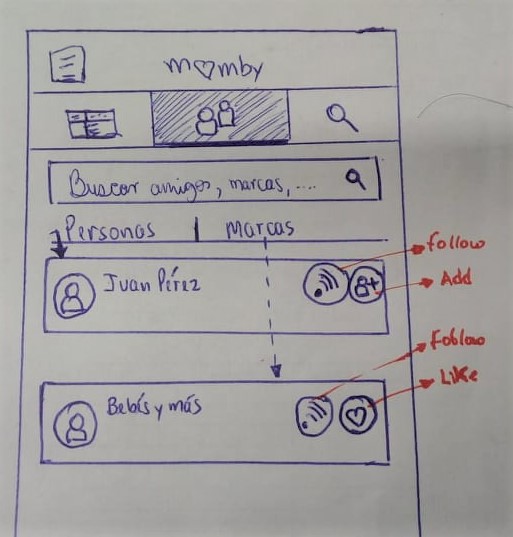 m♡mby
Buscar amigos, marcas, ....
Personas | Marcas
Follow
Juan Pérez
Add
Follow
Like
Bebés y más